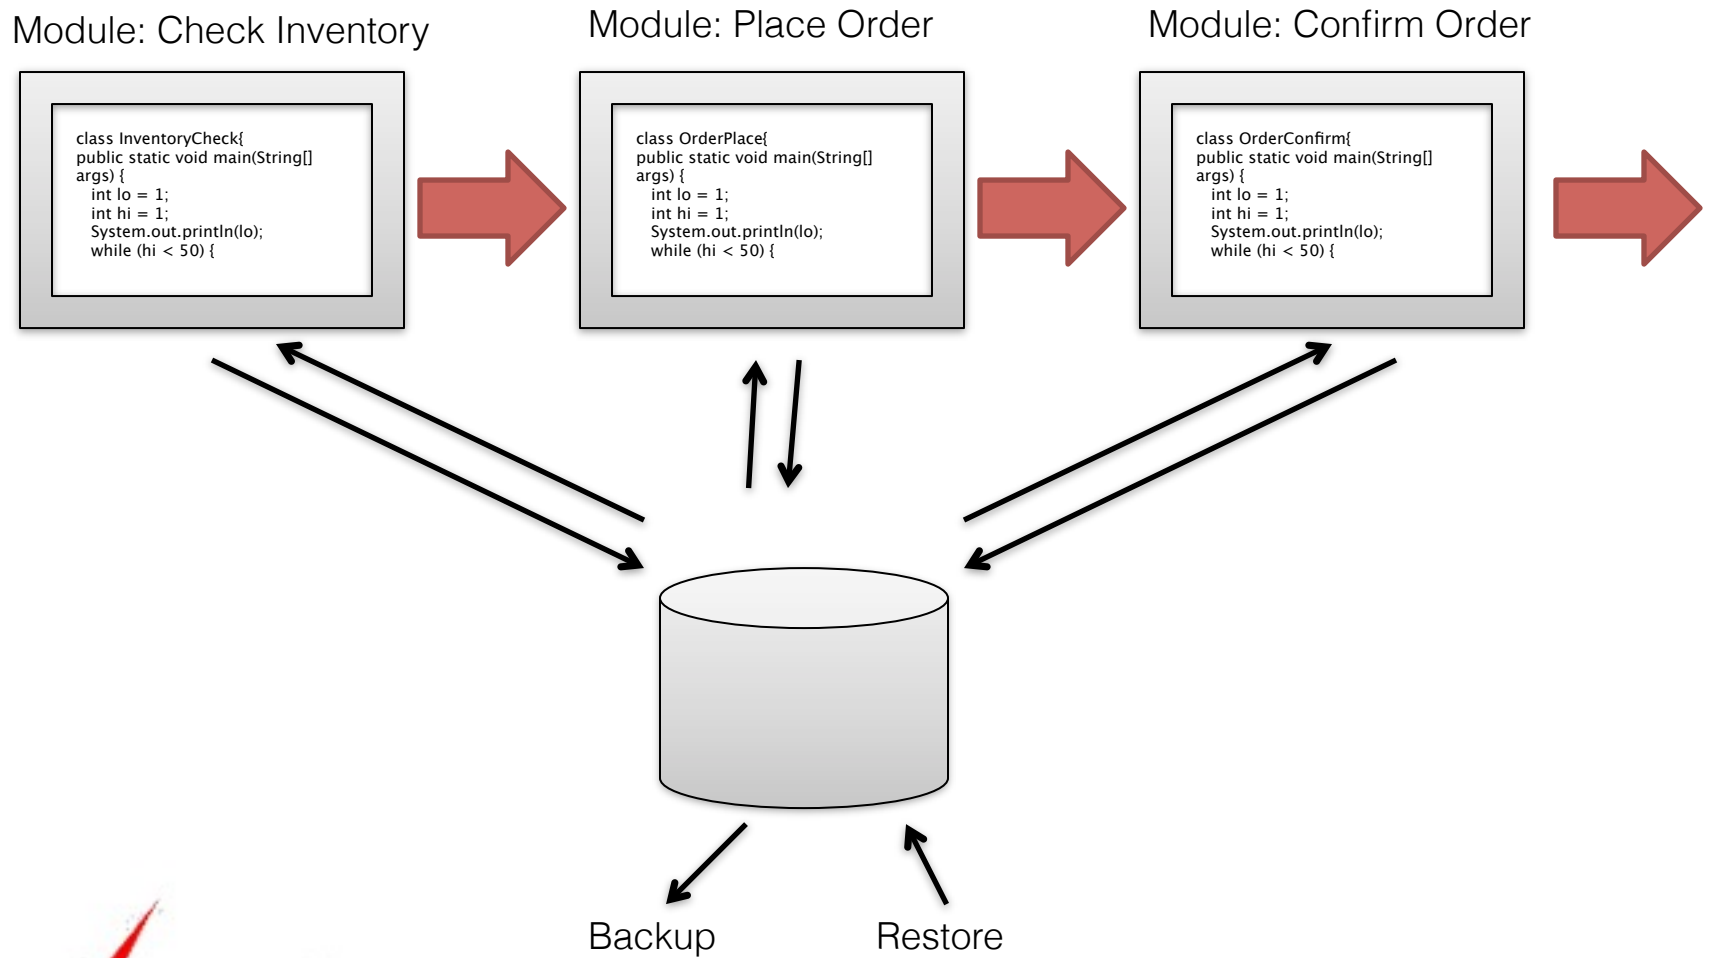 Module: Check Inventory
Module: Place Order
Module: Confirm Order
class InventoryCheck{
public static void main(String[]
args) {
int lo = 1;
int hi = 1;
System.out.println(lo);
while (hi < 50) {
class OrderPlace{
public static void main(String[]
args) {
int lo = 1;
int hi = 1;
System.out.println(lo);
while (hi < 50) {
class OrderConfirm{
public static void main(String[]
args) {
int lo = 1;
int hi = 1;
System.out.println(lo);
while (hi < 50) {
Backup
Restore